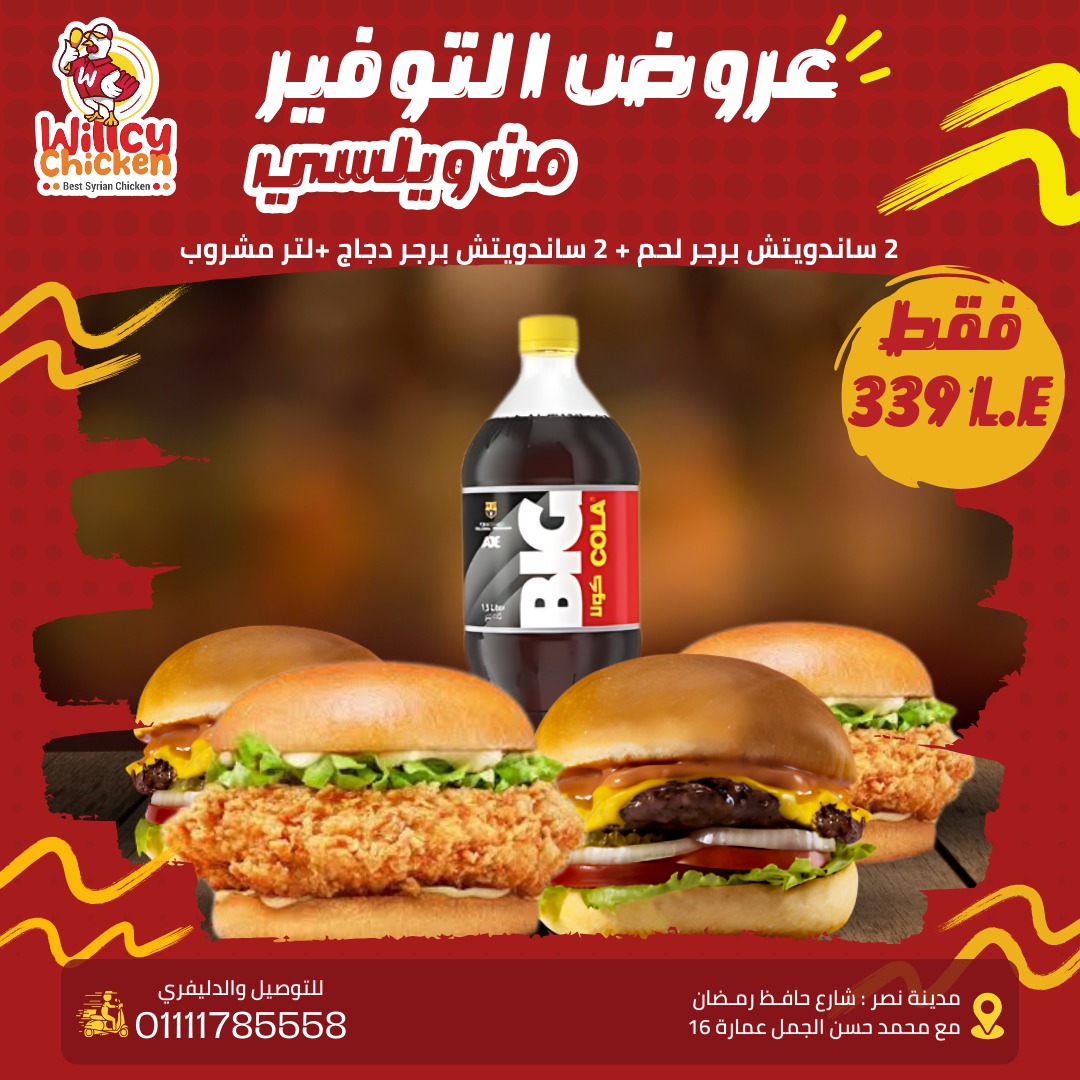 Willcy
Chicken
Best Syrian Chicken
عروض التوفير
من ويلسي
2 ساندويتش برجر لحم + 2 ساندويتش برجر دجاج +لتر مشروب
فقط
339 L.E
AJE
BIG
COLA
كولا
للتوصيل والدليفري
01111785558
مدينة نصر : شارع حافظ رمضان
مع محمد حسن الجمل عمارة 16